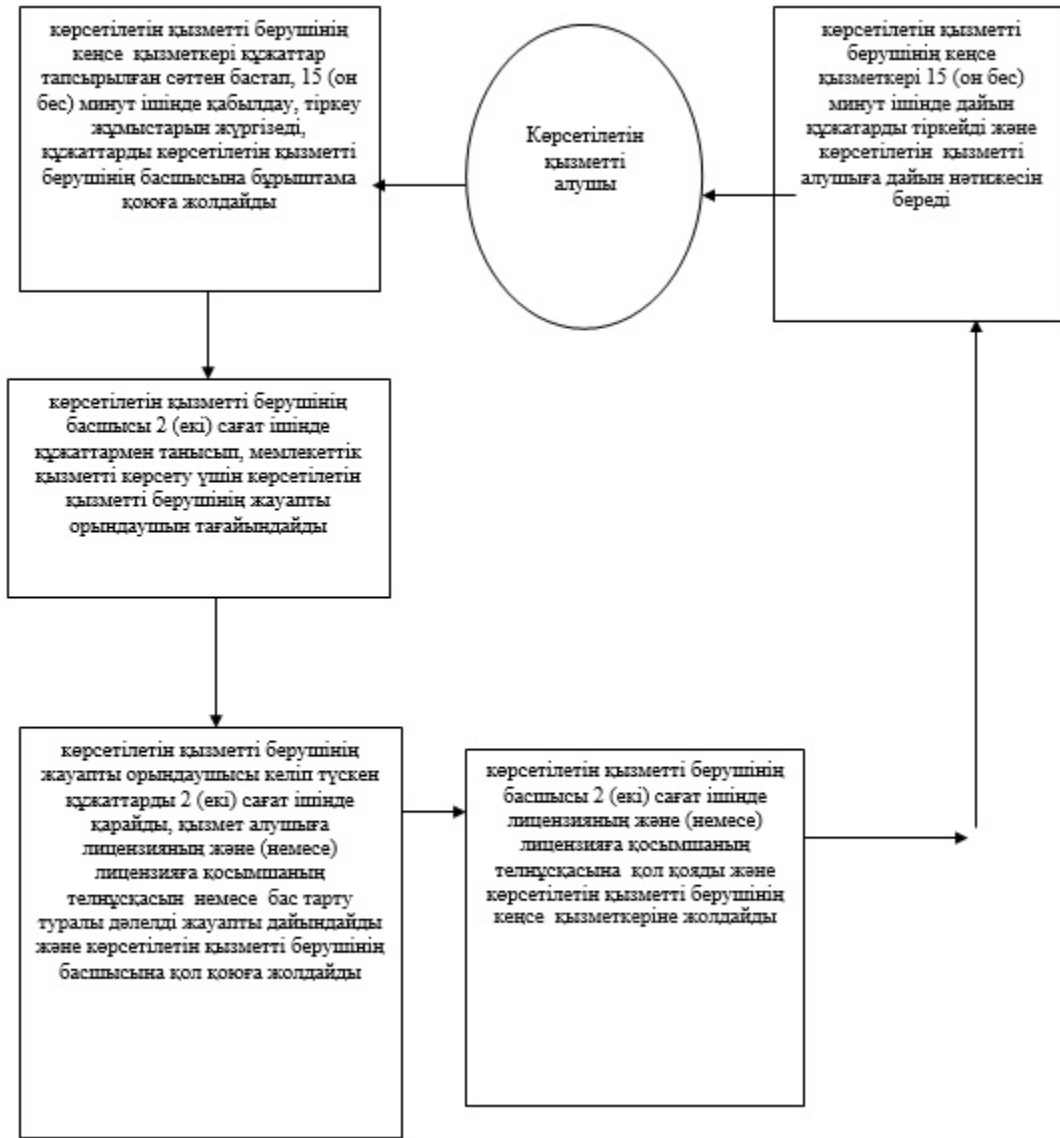 көрсетілетін қызметті берушінің
кеңсе қызметкері құжаттар
тапсырылған сәттен бастап, 15 (он
бес) минут ішінде қабылдау, тіркеу
жұмыстарын жүргізеді,
құжаттарды көрсетілетін қызметті
берушінің басшысына бұрыштама
қоюға жолдайды
Көрсетілетін
қызметті
алушы
көрсетілетін қызметті
берушінің кеңсе
қызметкері 15 (он бес)
минут ішінде дайын
құжатарды тіркейді және
көрсетілетін қызметті
алушыға дайын нәтижесін
береді
көрсетілетін қызметті берушінің
басшысы 2 (екі) сағат ішінде
құжаттармен танысып, мемлекеттік
қызметті көрсету үшін көрсетілетін
қызметті берушінің жауапты
орындаушын тағайындайды
көрсетілетін қызметті берушінің
жауапты орындаушысы келіп түскен
құжаттарды 2 (екі) сағат ішінде
қарайды, қызмет алушыға
лицензияның және (немесе)
лицензияға қосымшаның
телнұсқасын немесе бас тарту
туралы дәлелді жауапты дайындайды
және көрсетілетін қызметті берушінің
басшысына қол қоюға жолдайды
көрсетілетін қызметті берушінің
басшысы 2 (екі) сағат ішінде
лицензияның және (немесе)
лицензияға қосымшаның
телнұсқасына қол қояды және
көрсетілетін қызметті берушінің
кеңсе қызметкеріне жолдайды